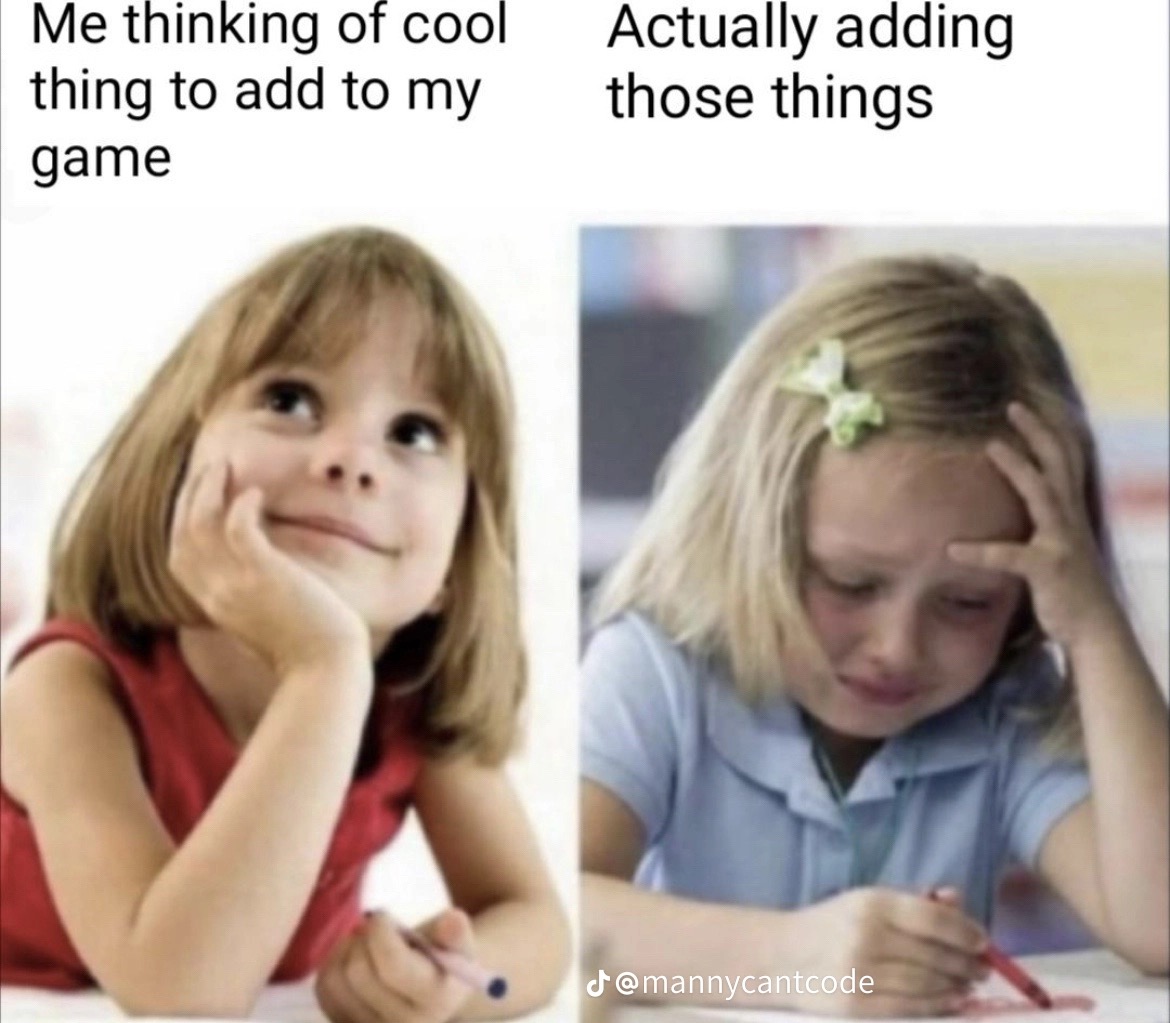 Me thinking of cool
thing to add to my
game
Actually adding
those things
@mannycantcode